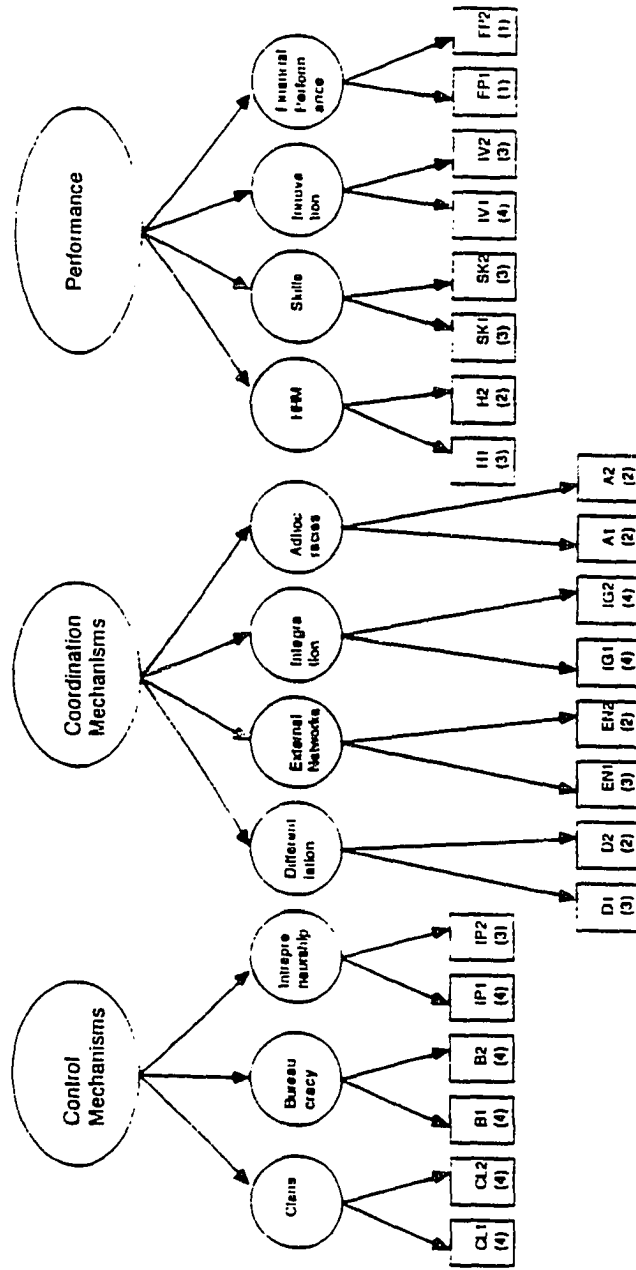 Control
Mechanisms
Coordination
Mechanisms
Performance
Clans
Bureau
cracy
Intrapre
neurship
Different
iation
External
Networks
Integra
tion
Adhoc
racies
HRM
Skills
Innova
tion
Financial
Perform
ance
CL1
(4)
CL2
(4)
B1
(4)
B2
(4)
IP1
(4)
IP2
(3)
D1
(3)
D2
(2)
EN1
(3)
EN2
(2)
IG1
(4)
IG2
(4)
A1
(2)
A2
(2)
H1
(3)
H2
(2)
SK1
(3)
SK2
(3)
IV1
(4)
IV2
(3)
FP1
(1)
FP2
(1)